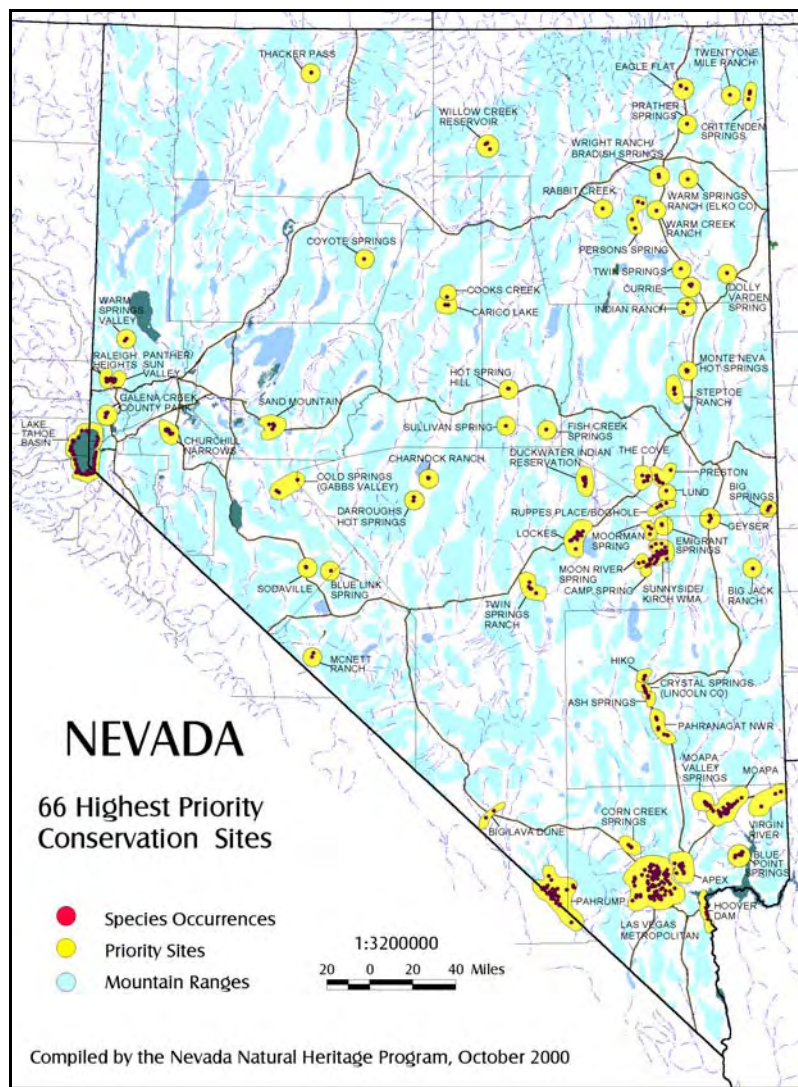 THACKER PASS
EAGLE FLAT
TWENTYONE
MILE RANCH
PRATHER
SPRINGS
CRITTENDEN
SPRINGS
WILLOW CREEK
RESERVOIR
WRIGHT RANCH/
BRADISH SPRINGS
RABBIT CREEK
WARM SPRINGS
RANCH (ELKO CO)
WARM CREEK
RANCH
PERSONS SPRING
COYOTE SPRINGS
TWIN SPRINGS
CURRIE
DOLLY
VARDEN
SPRING
COOKS CREEK
CARICO LAKE
INDIAN RANCH
WARM
SPRINGS
VALLEY
RALEIGH
HEIGHTS
PANTHER/
SUN
VALLEY
MONTE NEVA
HOT SPRINGS
HOT SPRING
HILL
STEPTOE
RANCH
GALENA CREEK
COUNTY PARK
SAND MOUNTAIN
LAKE
TAHOE
BASIN
CHURCHILL
NARROWS
SULLIVAN SPRING
FISH CREEK
SPRINGS
DUCKWATER INDIAN
RESERVATION
THE COVE
CHARNOCK RANCH
COLD SPRINGS
(GABBS VALLEY)
PRESTON
LUND
BIG
SPRINGS
DARROUGHS
HOT SPRINGS
RUPPES PLACE/BOGHOLE
LOCKES
MOORMAN
SPRING
EMIGRANT
SPRINGS
GEYSER
MOON RIVER
SPRING
CAMP SPRING
SUNNYSIDE/
KIRCH WMA
BIG JACK
RANCH
SODAVILLE
BLUE LINK
SPRING
TWIN
SPRINGS
RANCH
MCNETT
RANCH
HIKO
CRYSTAL SPRINGS
(LINCOLN CO)
ASH SPRINGS
PAHRANAGAT NWR
NEVADA
MOAPA
VALLEY
SPRINGS
MOAPA
66 Highest Priority
Conservation Sites
CORN CREEK
SPRINGS
BIG LAVA DUNE
VIRGIN
RIVER
BLUE
POINT
SPRINGS
APEX
PAHRUMP
HOOVER
DAM
LAS VEGAS
METROPOLITAN
Species Occurrences
Priority Sites
Mountain Ranges
1:3200000
20 0 20 40 Miles
Compiled by the Nevada Natural Heritage Program, October 2000